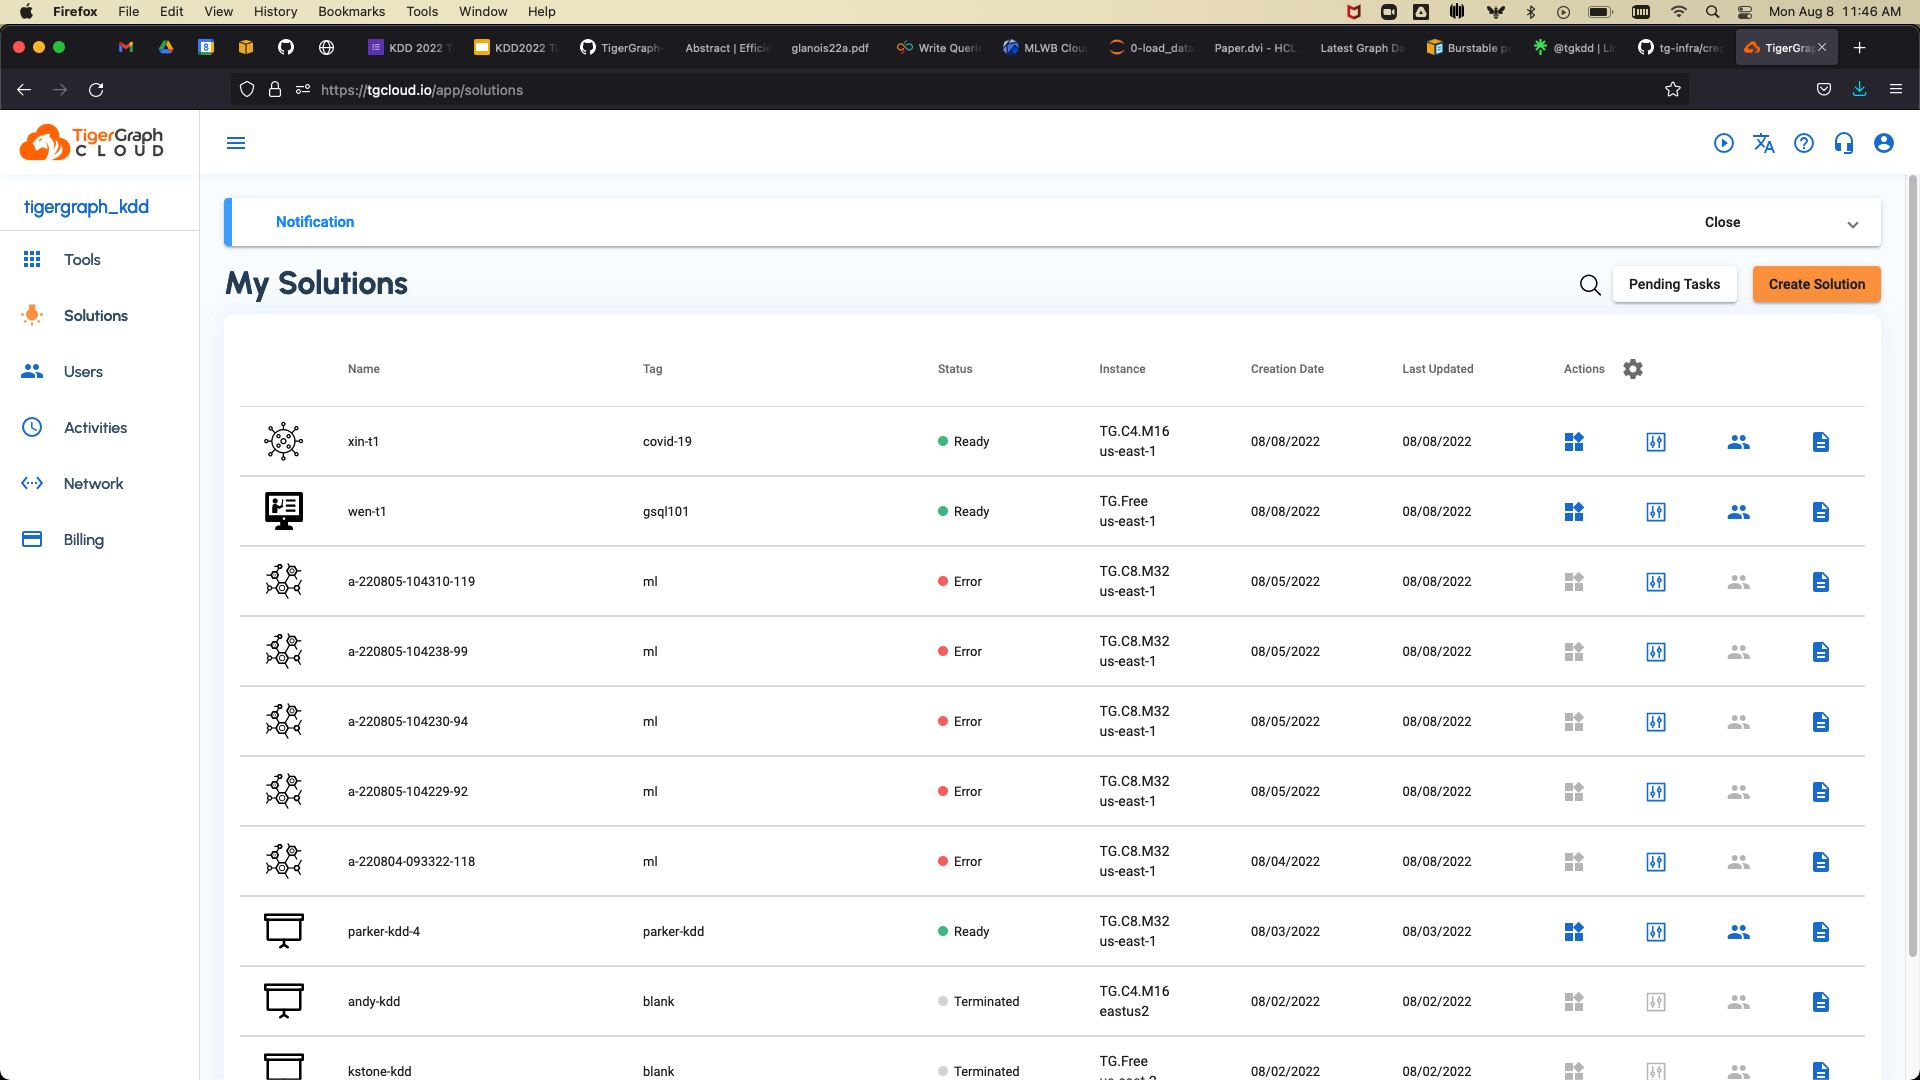 Firefox File Edit View History Bookmarks Tools Window Help Mon Aug 8 11:46 AM
KDD 2022 T KDD2022 Tu TigerGraph- Abstract | Efficie glanois22a.pdf Write Querie MLWB Clou 0-load_data Paper.dvi - HCL Latest Graph Da Burstable p @tgkdd | Lin tg-infra/crea TigerGra
https://tgcloud.io/app/solutions
TigerGraph
CLOUD
tigergraph_kdd
Tools
Solutions
Users
Activities
Network
Billing
Notification Close
My Solutions Pending Tasks Create Solution
Name Tag Status Instance Creation Date Last Updated Actions
xin-t1 covid-19 Ready TG.C4.M16 us-east-1 08/08/2022 08/08/2022
wen-t1 gsql101 Ready TG.Free us-east-1 08/08/2022 08/08/2022
a-220805-104310-119 ml Error TG.C8.M32 us-east-1 08/05/2022 08/08/2022
a-220805-104238-99 ml Error TG.C8.M32 us-east-1 08/05/2022 08/08/2022
a-220805-104230-94 ml Error TG.C8.M32 us-east-1 08/05/2022 08/08/2022
a-220805-104229-92 ml Error TG.C8.M32 us-east-1 08/05/2022 08/08/2022
a-220804-093322-118 ml Error TG.C8.M32 us-east-1 08/04/2022 08/08/2022
parker-kdd-4 parker-kdd Ready TG.C8.M32 us-east-1 08/03/2022 08/03/2022
andy-kdd blank Terminated TG.C4.M16 eastus2 08/02/2022 08/02/2022
kstone-kdd blank Terminated TG.Free 08/02/2022 08/02/2022